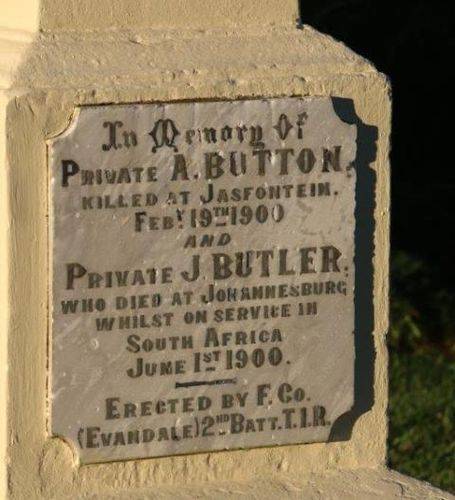 In Memory Of
PRIVATE A. BUTTON.
KILLED AT JASFONTEIN.
FEBY. 19TH 1900
AND
PRIVATE J. BUTLER.
WHO DIED AT JOHANNESBURG
WHILST ON SERVICE IN
SOUTH AFRICA
JUNE 1ST 1900.
ERECTED BY F. CO.
(EVANDALE) 2ND BATT. T.I.R.